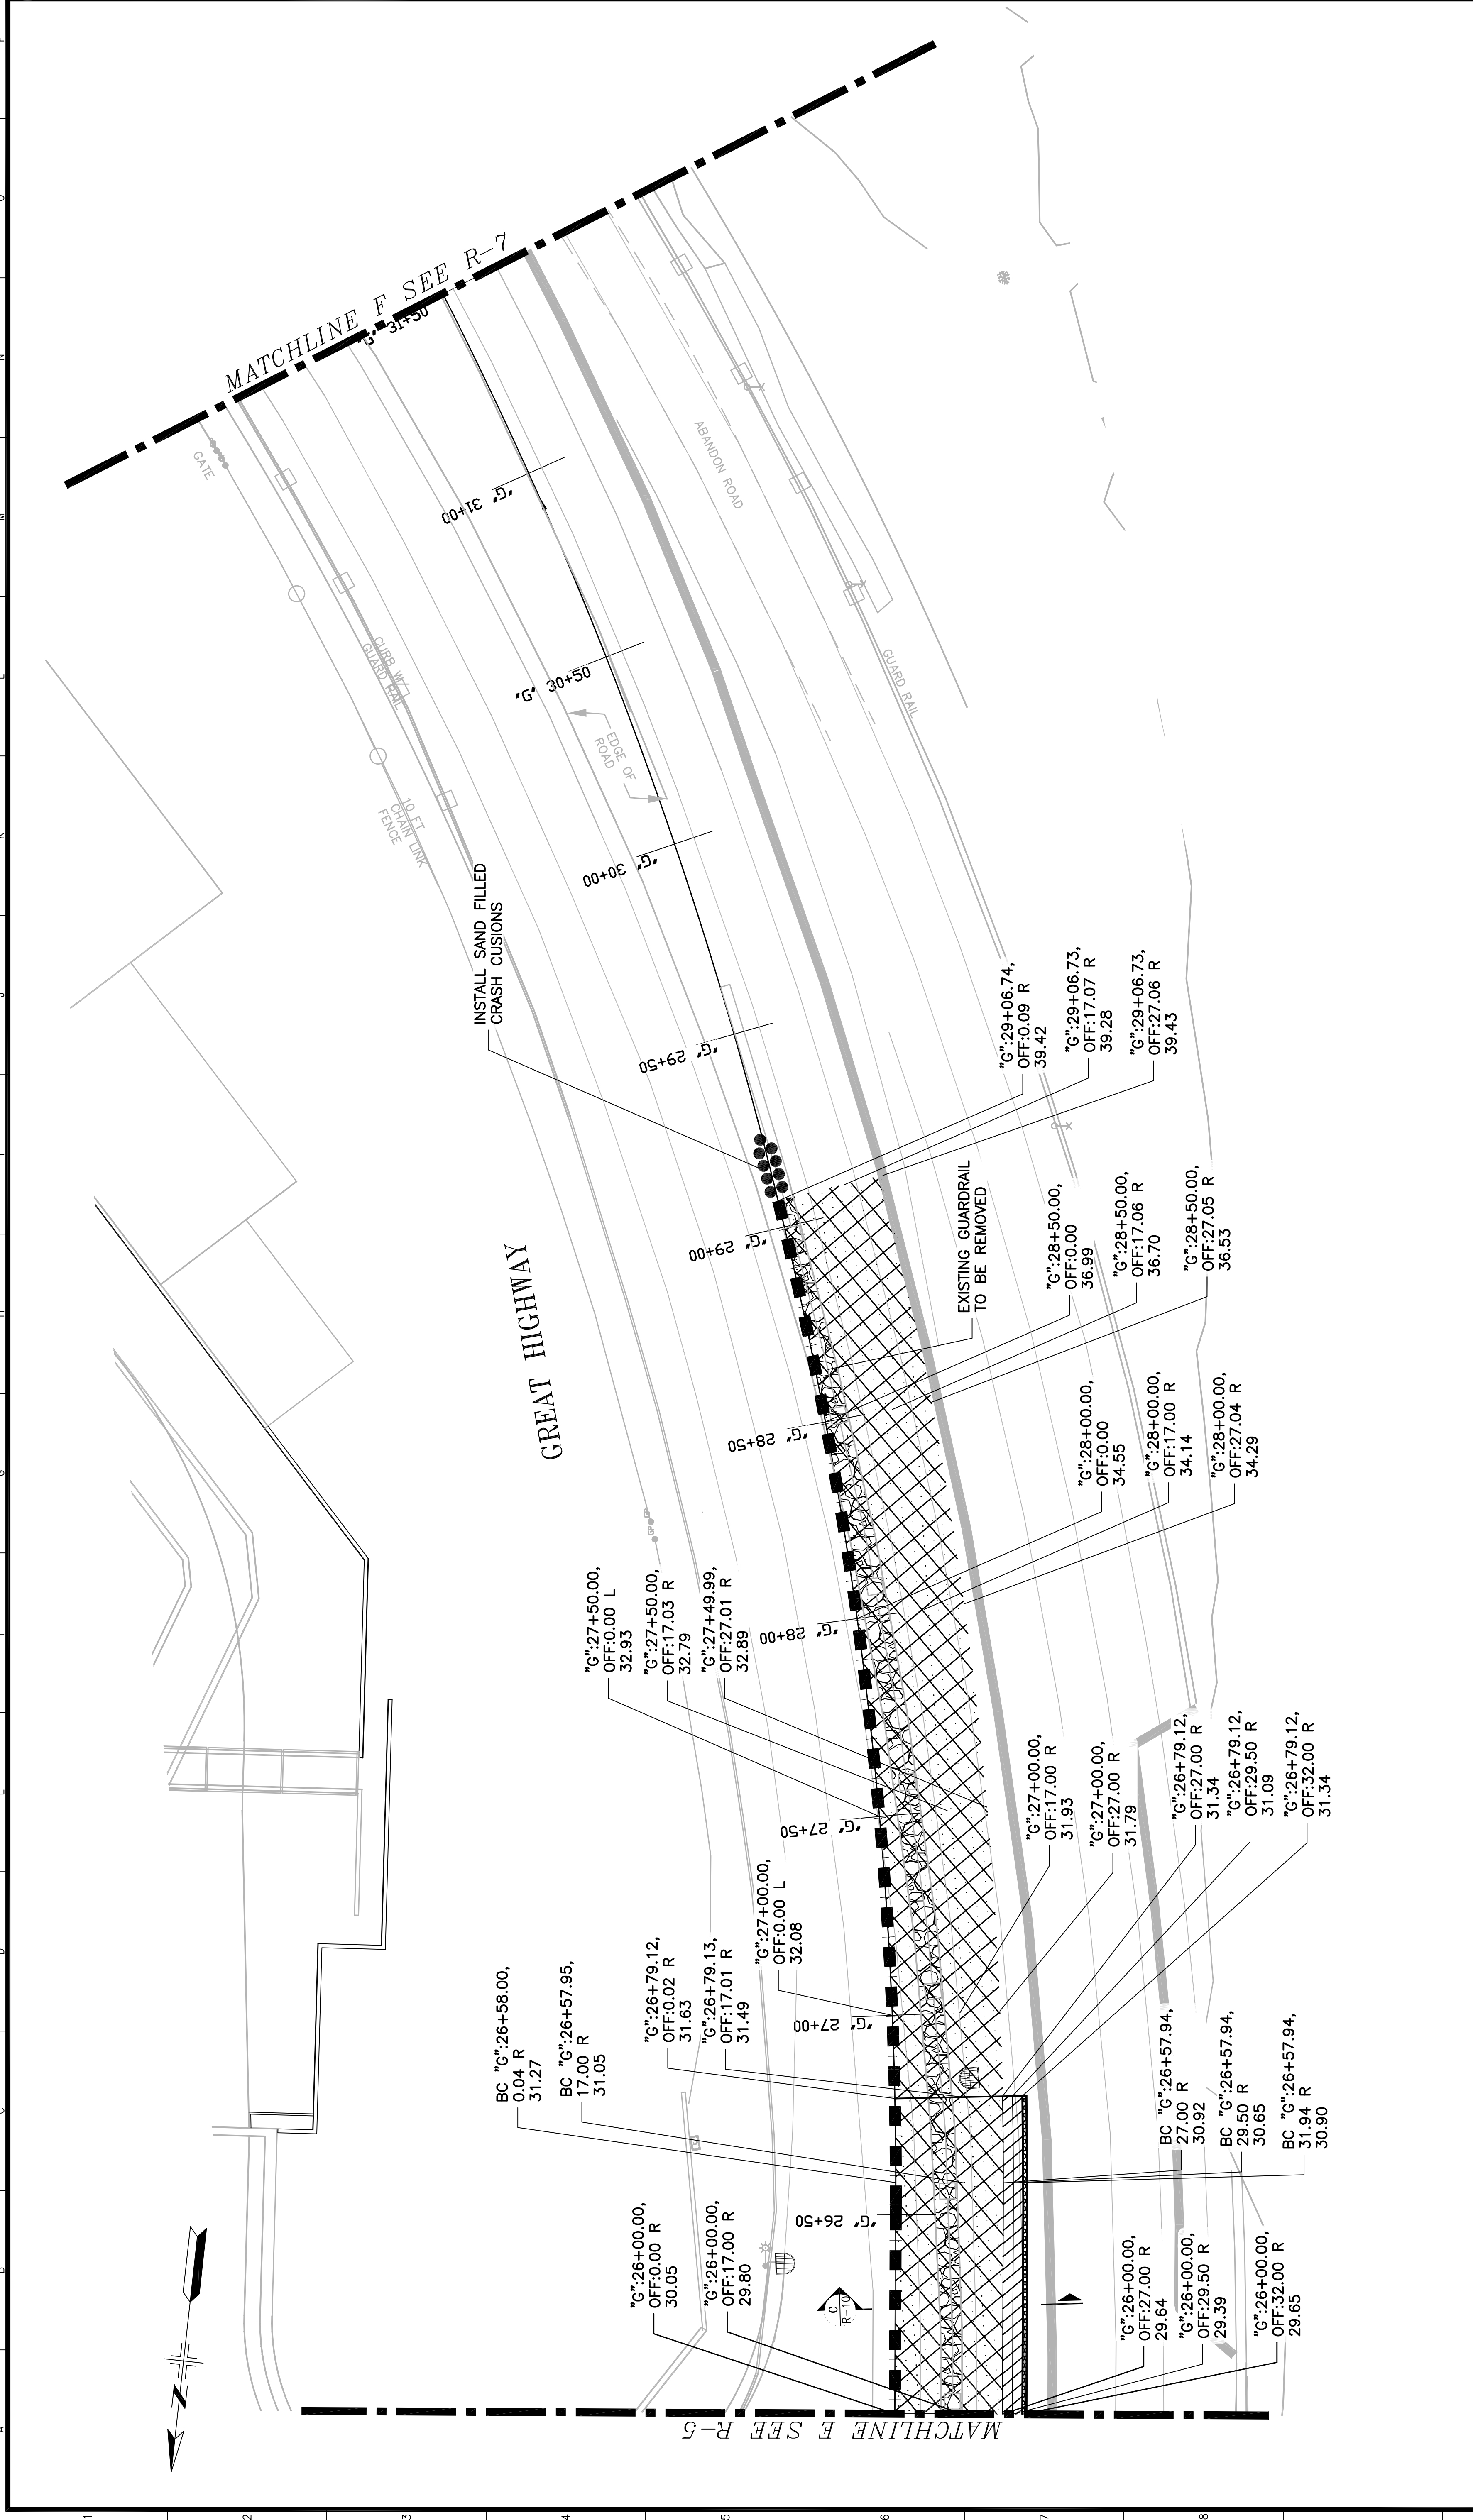 MATCHLINE F SEE R-7
"G" 31+50
GATE
"G" 31+00
ABANDON ROAD
CURB W/
GUARD RAIL
"G" 30+50
GUARD RAIL
EDGE OF
ROAD
10 FT
CHAIN LINK
FENCE
"G" 30+00
INSTALL SAND FILLED
CRASH CUSIONS
"G" 29+50
"G":29+06.74,
OFF:0.09 R
39.42
"G":29+06.73,
OFF:17.07 R
39.28
"G":29+06.73,
OFF:27.06 R
39.43
EXISTING GUARDRAIL
TO BE REMOVED
"G" 29+00
GREAT HIGHWAY
"G":28+50.00,
OFF:0.00
36.99
"G":28+50.00,
OFF:17.06 R
36.70
"G":28+50.00,
OFF:27.05 R
36.53
"G" 28+50
"G":28+00.00,
OFF:0.00
34.55
"G":28+00.00,
OFF:17.00 R
34.14
"G":28+00.00,
OFF:27.04 R
34.29
"G" 28+00
"G":27+50.00,
OFF:0.00 L
32.93
"G":27+50.00,
OFF:17.03 R
32.79
"G":27+49.99,
OFF:27.01 R
32.89
"G" 27+50
"G":27+00.00,
OFF:17.00 R
31.93
"G":27+00.00,
OFF:27.00 R
31.79
"G":26+79.12,
OFF:27.00 R
31.34
"G":26+79.12,
OFF:29.50 R
31.09
"G":26+79.12,
OFF:32.00 R
31.34
"G":27+00.00,
OFF:0.00 L
32.08
"G" 27+00
BC "G":26+58.00,
0.04 R
31.27
BC "G":26+57.95,
17.00 R
31.05
"G":26+79.12,
OFF:0.02 R
31.63
"G":26+79.13,
OFF:17.01 R
31.49
BC "G":26+57.94,
27.00 R
30.92
BC "G":26+57.94,
29.50 R
30.65
BC "G":26+57.94,
31.94 R
30.90
"G" 26+50
"G":26+00.00,
OFF:0.00 R
30.05
"G":26+00.00,
OFF:17.00 R
29.80
C
R-10
"G":26+00.00,
OFF:27.00 R
29.64
"G":26+00.00,
OFF:29.50 R
29.39
"G":26+00.00,
OFF:32.00 R
29.65
N
MATCHLINE E SEE R-5
1 2 3 4 5 6 7 8